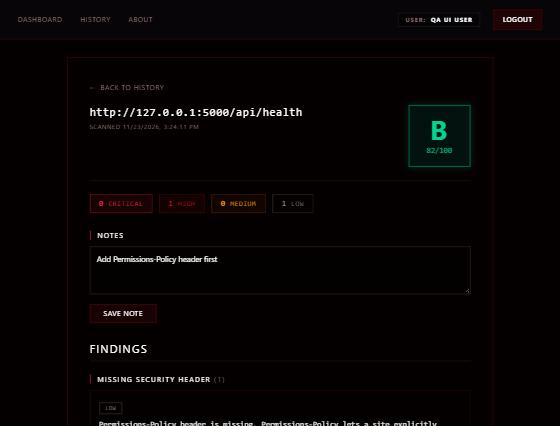 DASHBOARD HISTORY ABOUT USER: QA UI USER LOGOUT
← BACK TO HISTORY
http://127.0.0.1:5000/api/health
SCANNED 11/23/2026, 3:24:11 PM
B
82/100
0 CRITICAL 1 HIGH 0 MEDIUM 1 LOW
NOTES
Add Permissions-Policy header first
SAVE NOTE
FINDINGS
MISSING SECURITY HEADER (1)
LOW
Permissions-Policy header is missing. Permissions-Policy lets a site explicitly